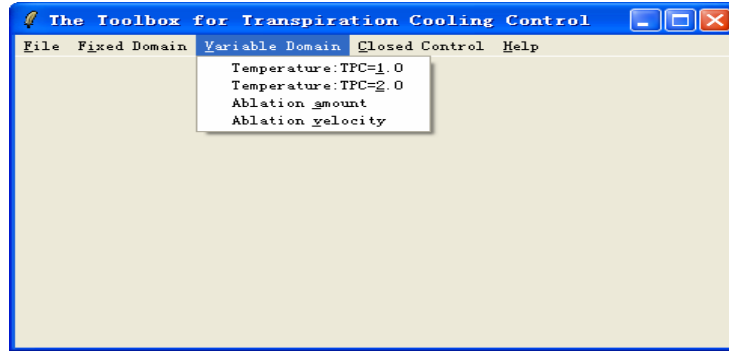 The Toolbox for Transpiration Cooling Control
File Fixed Domain Variable Domain Closed Control Help
Temperature:TPC=1.0
Temperature:TPC=2.0
Ablation amount
Ablation velocity